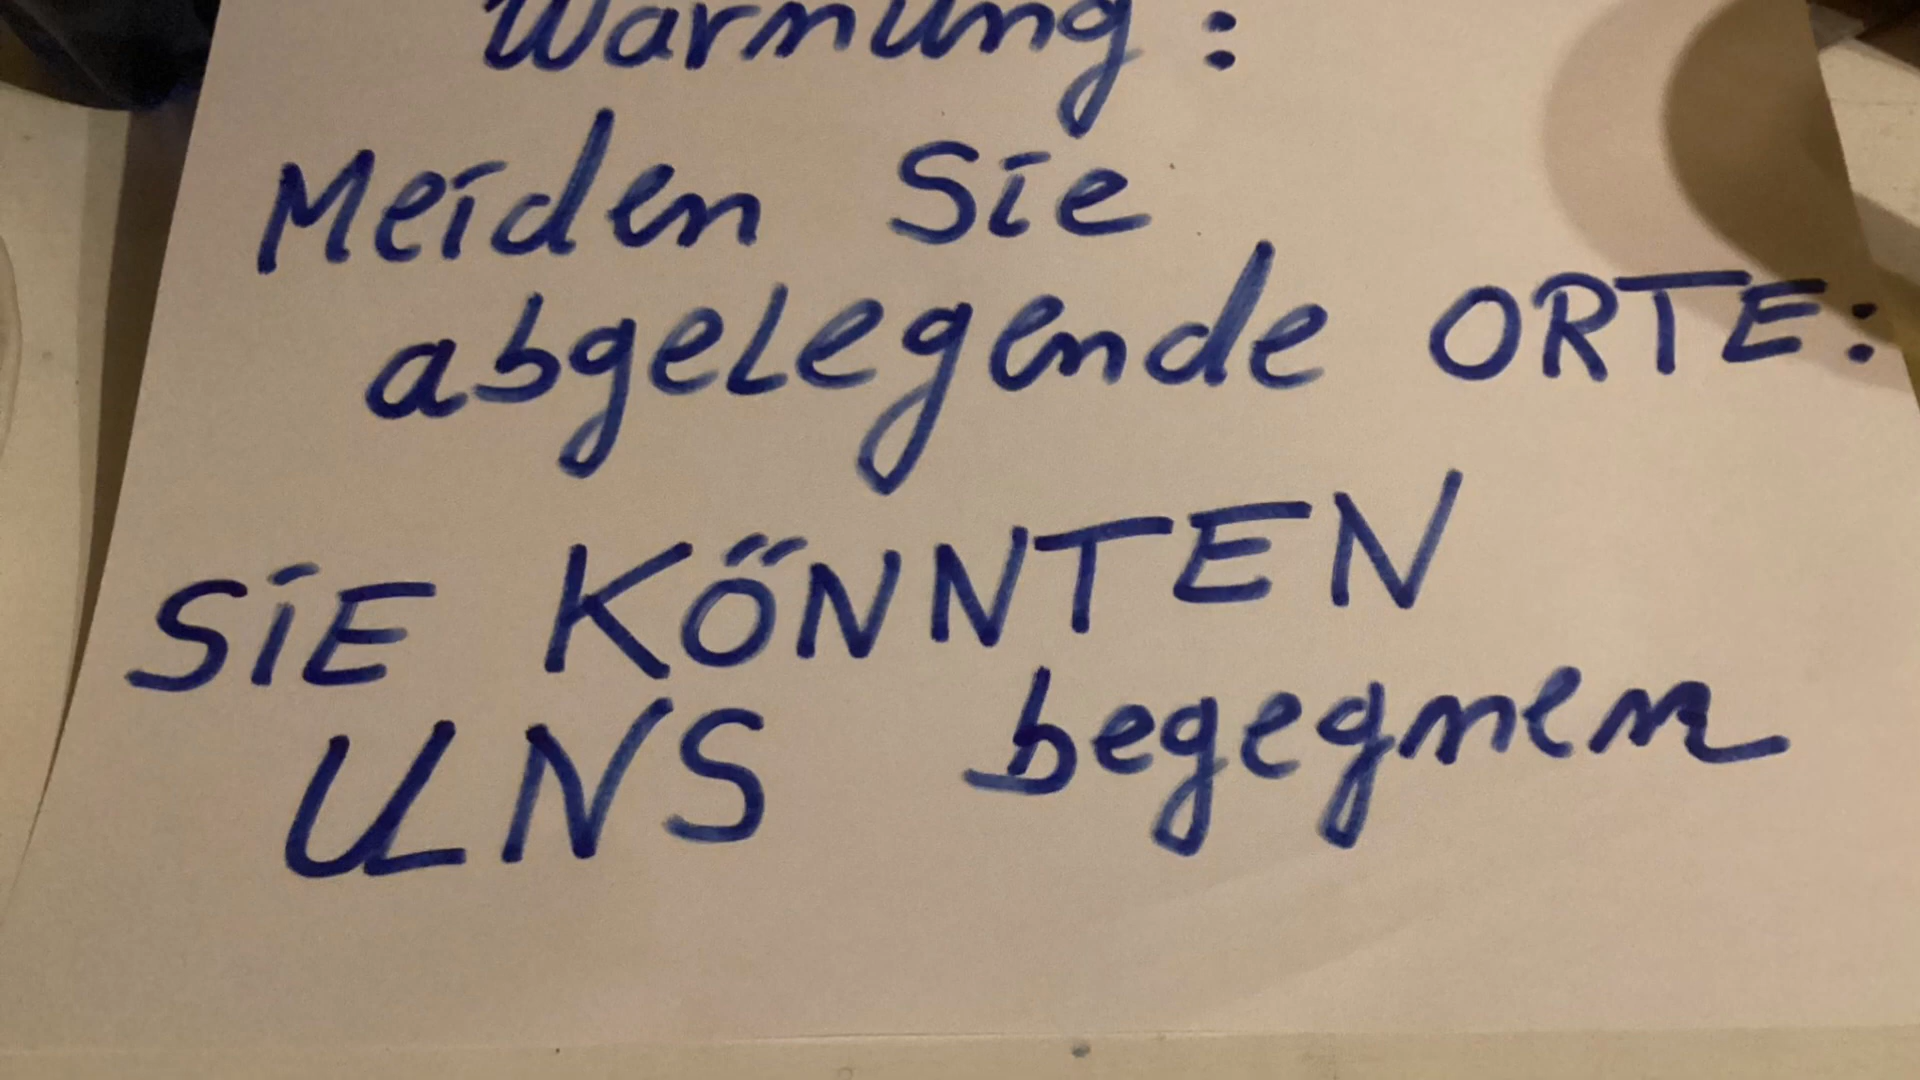 Warnung:
Meiden Sie
abgelegende ORTE:
SiE KÖNNTEN
UNS begegnen